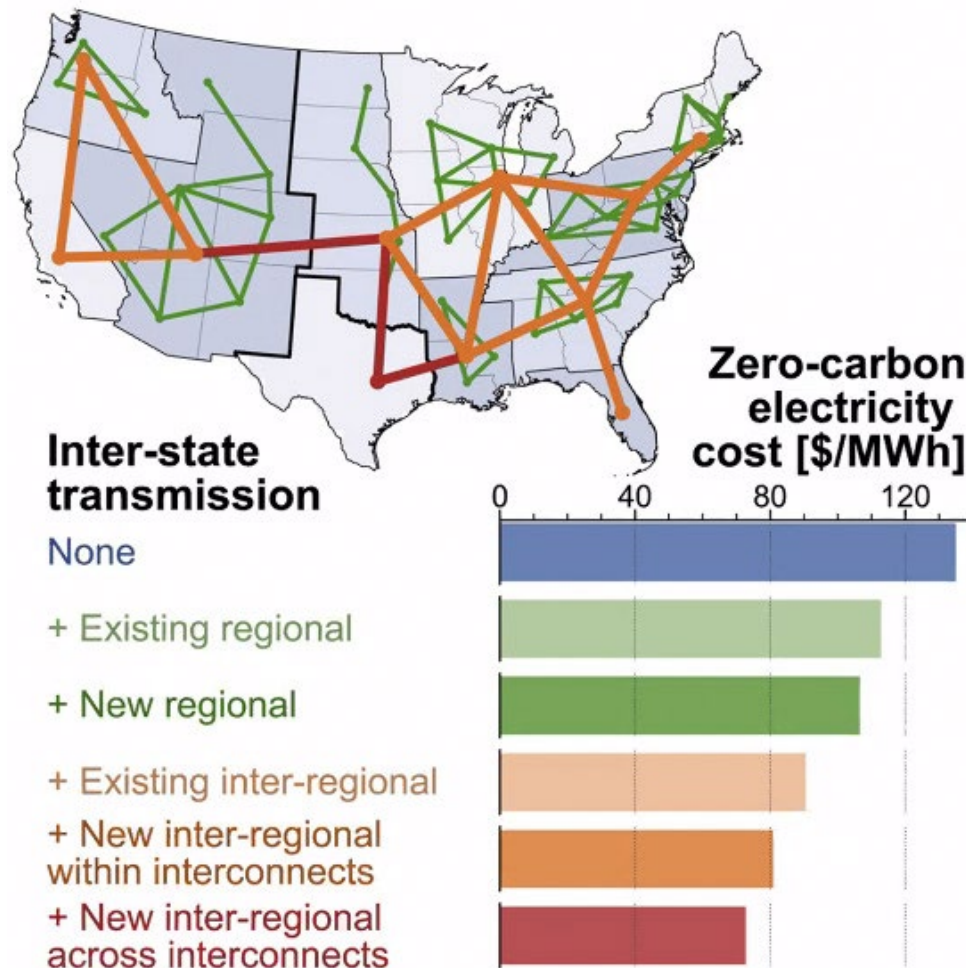 Zero-carbon
electricity
cost [$/MWh]
Inter-state
transmission
0 40 80 120
None
+ Existing regional
+ New regional
+ Existing inter-regional
+ New inter-regional
within interconnects
+ New inter-regional
across interconnects